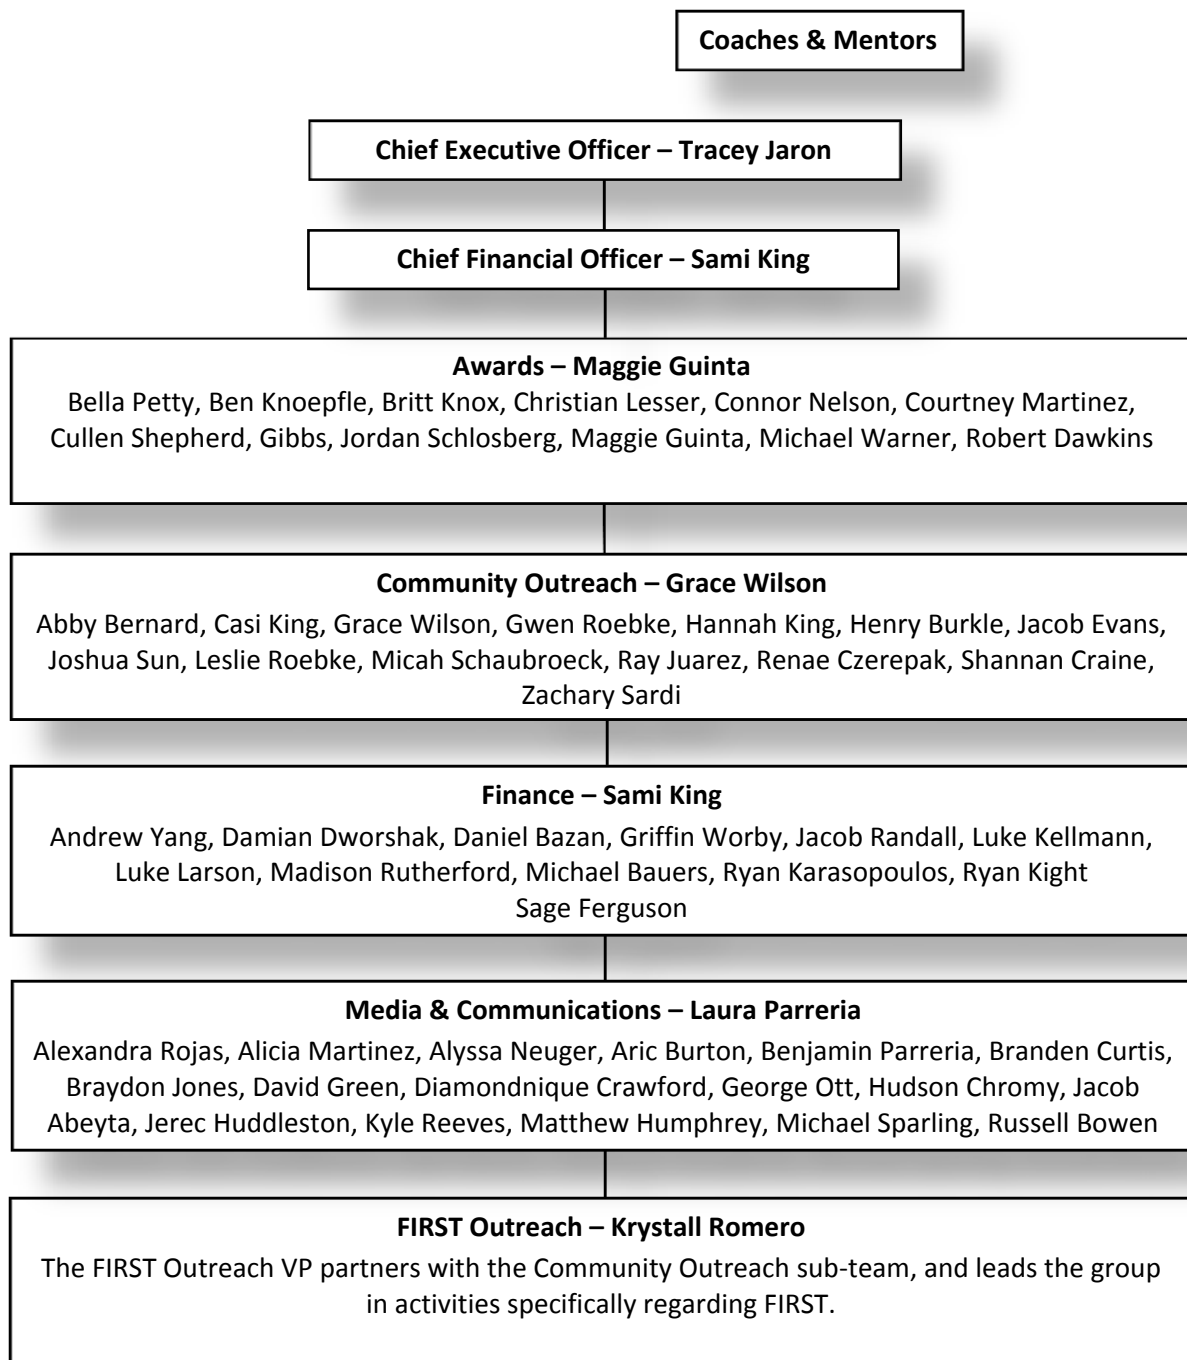 Coaches & Mentors
Chief Executive Officer – Tracey Jaron
Chief Financial Officer – Sami King
Awards – Maggie Guinta
Bella Petty, Ben Knoepfle, Britt Knox, Christian Lesser, Connor Nelson, Courtney Martinez,
Cullen Shepherd, Gibbs, Jordan Schlosberg, Maggie Guinta, Michael Warner, Robert Dawkins
Community Outreach – Grace Wilson
Abby Bernard, Casi King, Grace Wilson, Gwen Roebke, Hannah King, Henry Burkle, Jacob Evans,
Joshua Sun, Leslie Roebke, Micah Schaubroeck, Ray Juarez, Renae Czerepak, Shannan Craine,
Zachary Sardi
Finance – Sami King
Andrew Yang, Damian Dworshak, Daniel Bazan, Griffin Worby, Jacob Randall, Luke Kellmann,
Luke Larson, Madison Rutherford, Michael Bauers, Ryan Karasopoulos, Ryan Kight
Sage Ferguson
Media & Communications – Laura Parreria
Alexandra Rojas, Alicia Martinez, Alyssa Neuger, Aric Burton, Benjamin Parreria, Branden Curtis,
Braydon Jones, David Green, Diamondnique Crawford, George Ott, Hudson Chromy, Jacob
Abeyta, Jerec Huddleston, Kyle Reeves, Matthew Humphrey, Michael Sparling, Russell Bowen
FIRST Outreach – Krystall Romero
The FIRST Outreach VP partners with the Community Outreach sub-team, and leads the group
in activities specifically regarding FIRST.